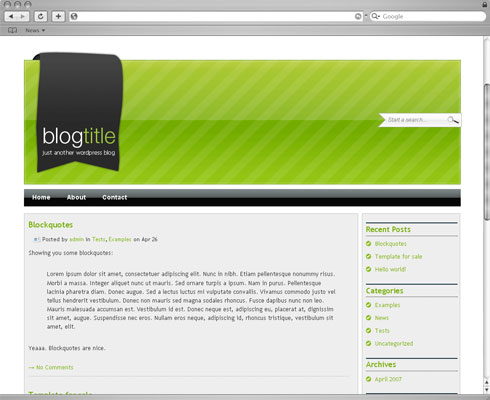 Google
News
Start a search...
blogtitle
just another wordpress blog
Home About Contact
Blockquotes
Posted by admin in Tests, Examples on Apr 26
Showing you some blockquotes:
Lorem ipsum dolor sit amet, consectetuer adipiscing elit. Nunc in nibh. Etiam pellentesque nonummy risus.
Morbi a massa. Integer aliquet nunc ut mauris. Sed ornare turpis a ipsum. Nam in purus. Pellentesque
lacinia pharetra diam. Donec augue. Sed a lectus luctus mi vulputate convallis. Vivamus commodo justo vel
tellus hendrerit vestibulum. Donec non mauris sed magna sodales rhoncus. Fusce dapibus nunc non leo.
Mauris malesuada accumsan est. Vestibulum id est. Donec neque est, adipiscing eu, placerat at, dignissim
sit amet, augue. Suspendisse nec eros. Nullam eros neque, adipiscing id, rhoncus tristique, vestibulum sit
amet, elit.
Yeaaa. Blockquotes are nice.
→ No Comments
Template for sale
Recent Posts
Blockquotes
Template for sale
Hello world!
Categories
Examples
News
Tests
Uncategorized
Archives
April 2007